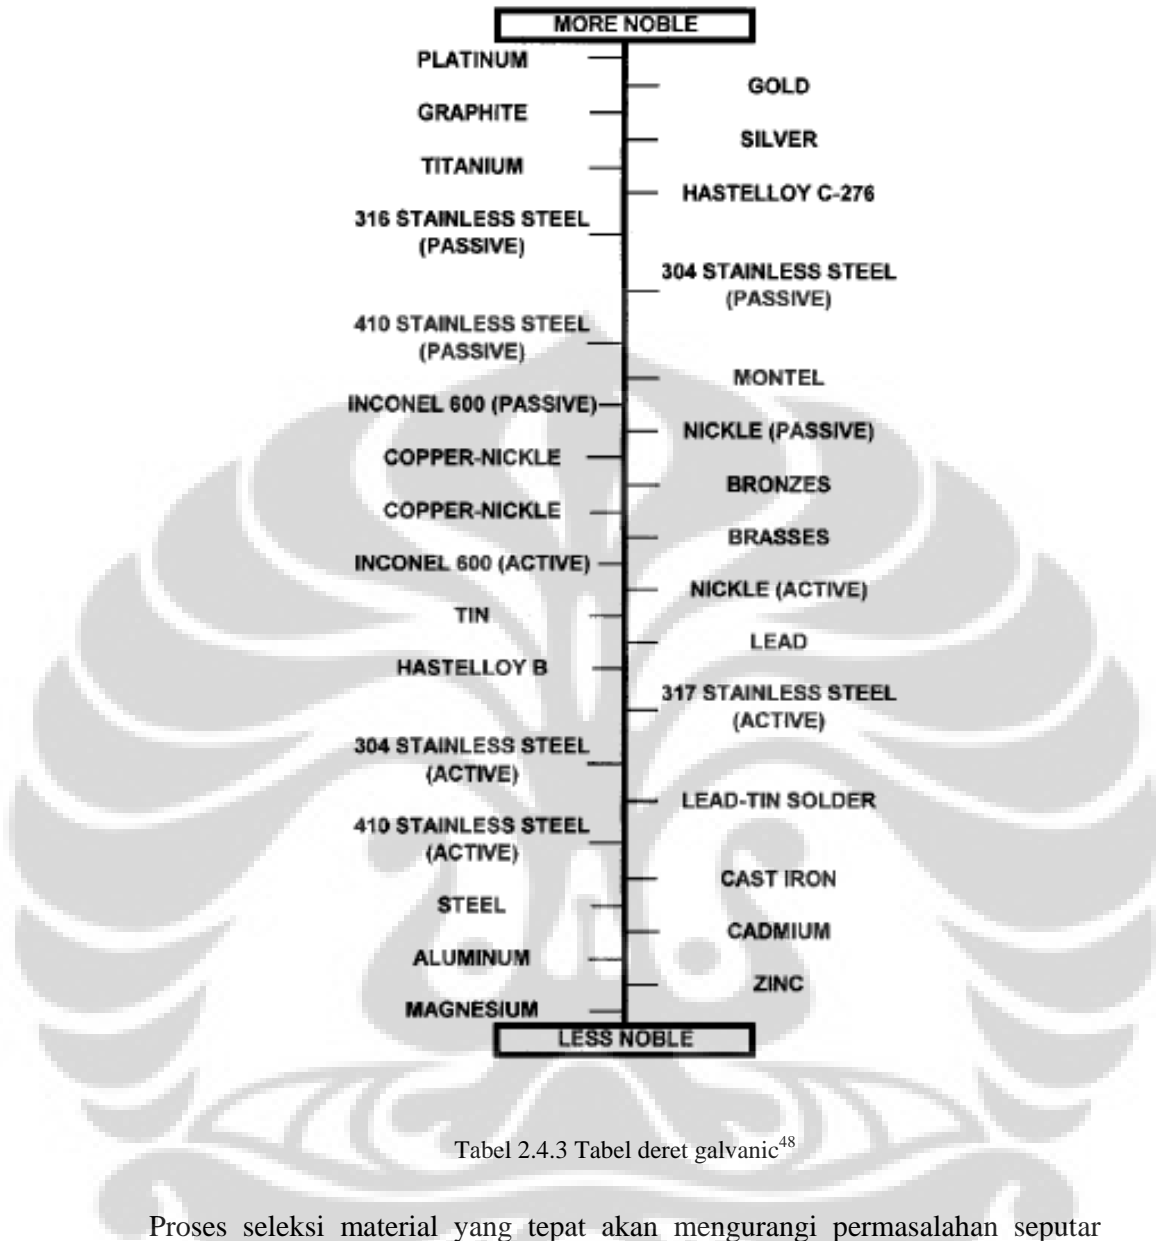 MORE NOBLE
PLATINUM
GOLD
GRAPHITE
SILVER
TITANIUM
HASTELLOY C-276
316 STAINLESS STEEL
(PASSIVE)
304 STAINLESS STEEL
(PASSIVE)
410 STAINLESS STEEL
(PASSIVE)
MONTEL
INCONEL 600 (PASSIVE)
NICKLE (PASSIVE)
COPPER-NICKLE
BRONZES
COPPER-NICKLE
BRASSES
INCONEL 600 (ACTIVE)
NICKLE (ACTIVE)
TIN
LEAD
HASTELLOY B
317 STAINLESS STEEL
(ACTIVE)
304 STAINLESS STEEL
(ACTIVE)
LEAD-TIN SOLDER
410 STAINLESS STEEL
(ACTIVE)
CAST IRON
STEEL
CADMIUM
ALUMINUM
ZINC
MAGNESIUM
LESS NOBLE
Tabel 2.4.3 Tabel deret galvanic48
Proses seleksi material yang tepat akan mengurangi permasalahan seputar